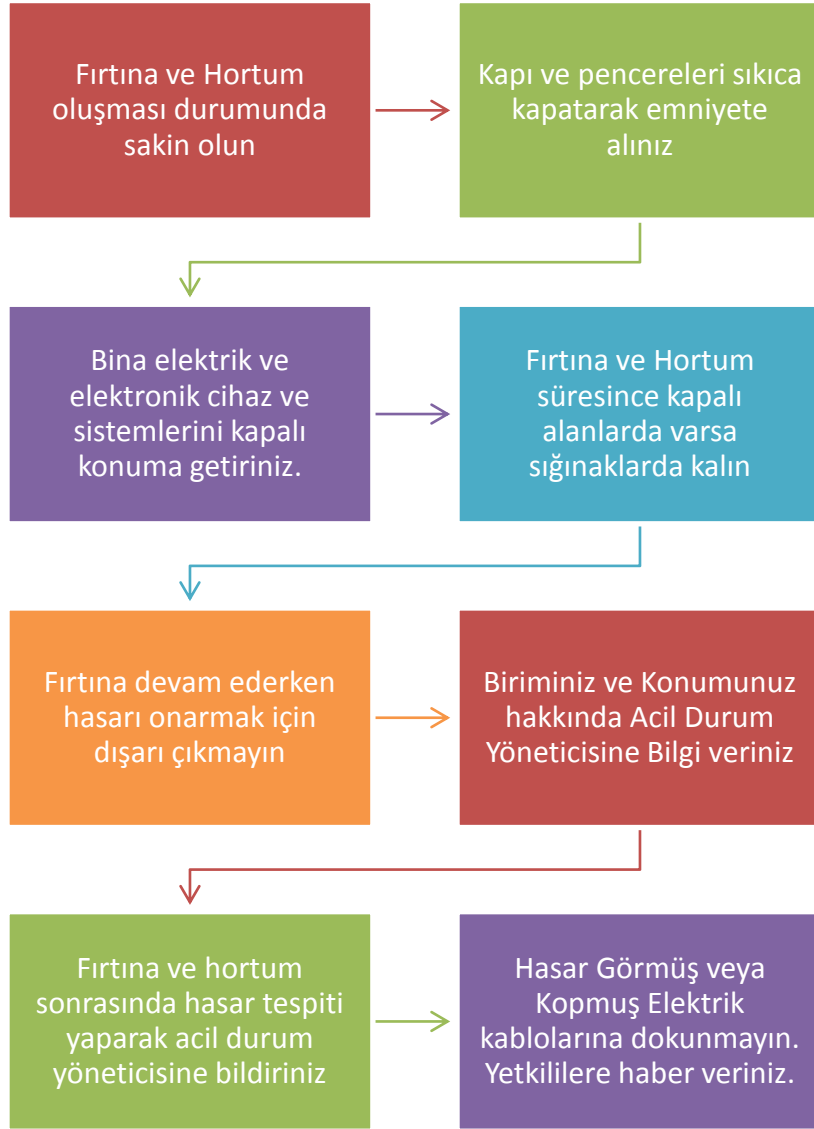 Fırtına ve Hortum
oluşması durumunda
sakin olun
Kapı ve pencereleri sıkıca
kapatarak emniyete
alınız
Bina elektrik ve
elektronik cihaz ve
sistemlerini kapalı
konuma getiriniz.
Fırtına ve Hortum
süresince kapalı
alanlarda varsa
sığınaklarda kalın
Fırtına devam ederken
hasarı onarmak için
dışarı çıkmayın
Biriminiz ve Konumunuz
hakkında Acil Durum
Yöneticisine Bilgi veriniz
Fırtına ve hortum
sonrasında hasar tespiti
yaparak acil durum
yöneticisine bildiriniz
Hasar Görmüş veya
Kopmuş Elektrik
kablolarına dokunmayın.
Yetkililere haber veriniz.